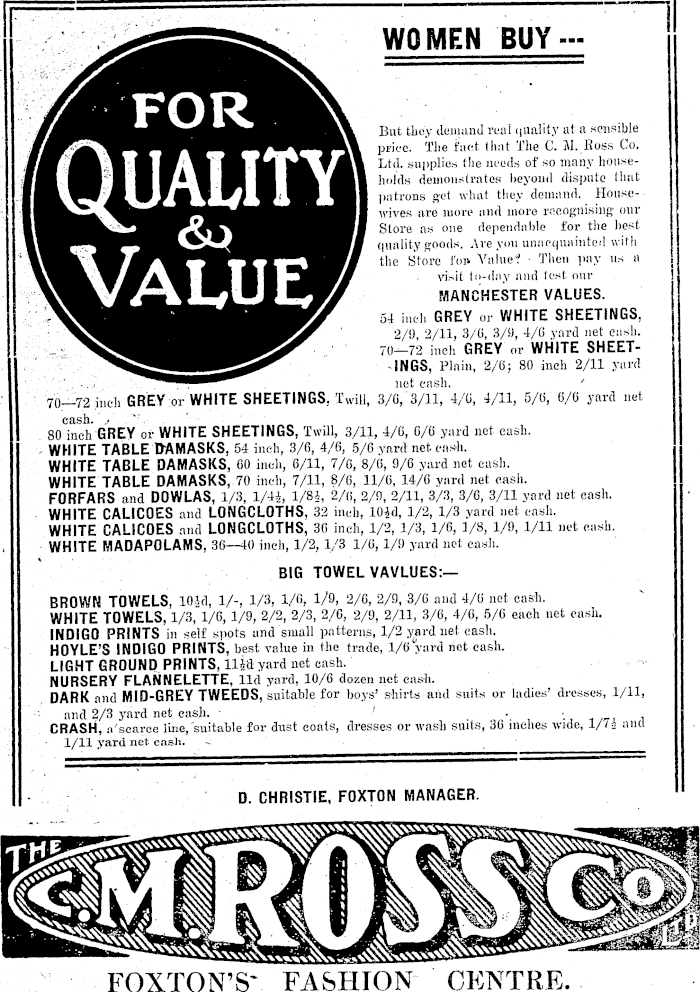 FOR
QUALITY
&
VALUE
WOMEN BUY ---
But they demand real quality at a sensible
price. The fact that The C. M. Ross Co.
Ltd. supplies the needs of so many house-
holds demonstrates beyond dispute that
patrons get what they demand. House-
wives are more and more recognising our
Store as one dependable for the best
quality goods. Are you unacquainted with
the Store for Value? Then pay us a
visit to-day and test our
MANCHESTER VALUES.
54 inch GREY or WHITE SHEETINGS,
2/9, 2/11, 3/6, 3/9, 4/6 yard net cash.
70—72 inch GREY or WHITE SHEET-
INGS, Plain, 2/6; 80 inch 2/11 yard
net cash.
70—72 inch GREY or WHITE SHEETINGS, Twill, 3/6, 3/11, 4/6, 4/11, 5/6, 6/6 yard net
cash.
80 inch GREY or WHITE SHEETINGS, Twill, 3/11, 4/6, 6/6 yard net cash.
WHITE TABLE DAMASKS, 54 inch, 3/6, 4/6, 5/6 yard net cash.
WHITE TABLE DAMASKS, 60 inch, 6/11, 7/6, 8/6, 9/6 yard net cash.
WHITE TABLE DAMASKS, 70 inch, 7/11, 8/6, 11/6, 14/6 yard net cash.
FORFARS and DOWLAS, 1/3, 1/4½, 1/8½, 2/6, 2/9, 2/11, 3/3, 3/6, 3/11 yard net cash.
WHITE CALICOES and LONGCLOTHS, 32 inch, 10½d, 1/2, 1/3 yard net cash.
WHITE CALICOES and LONGCLOTHS, 36 inch, 1/2, 1/3, 1/6, 1/8, 1/9, 1/11 net cash.
WHITE MADAPOLAMS, 36—40 inch, 1/2, 1/3 1/6, 1/9 yard net cash.
BIG TOWEL VAVLUES:—
BROWN TOWELS, 10½d, 1/-, 1/3, 1/6, 1/9, 2/6, 2/9, 3/6 and 4/6 net cash.
WHITE TOWELS, 1/3, 1/6, 1/9, 2/2, 2/3, 2/6, 2/9, 2/11, 3/6, 4/6, 5/6 each net cash.
INDIGO PRINTS in self spots and small patterns, 1/2 yard net cash.
HOYLE'S INDIGO PRINTS, best value in the trade, 1/6 yard net cash.
LIGHT GROUND PRINTS, 11½d yard net cash.
NURSERY FLANNELETTE, 11d yard, 10/6 dozen net cash.
DARK and MID-GREY TWEEDS, suitable for boys' shirts and suits or ladies' dresses, 1/11,
and 2/3 yard net cash.
CRASH, a scarce line, suitable for dust coats, dresses or wash suits, 36 inches wide, 1/7½ and
1/11 yard net cash.
D. CHRISTIE, FOXTON MANAGER.
THE
C.M. ROSS CO
LTD
FOXTON'S FASHION CENTRE.